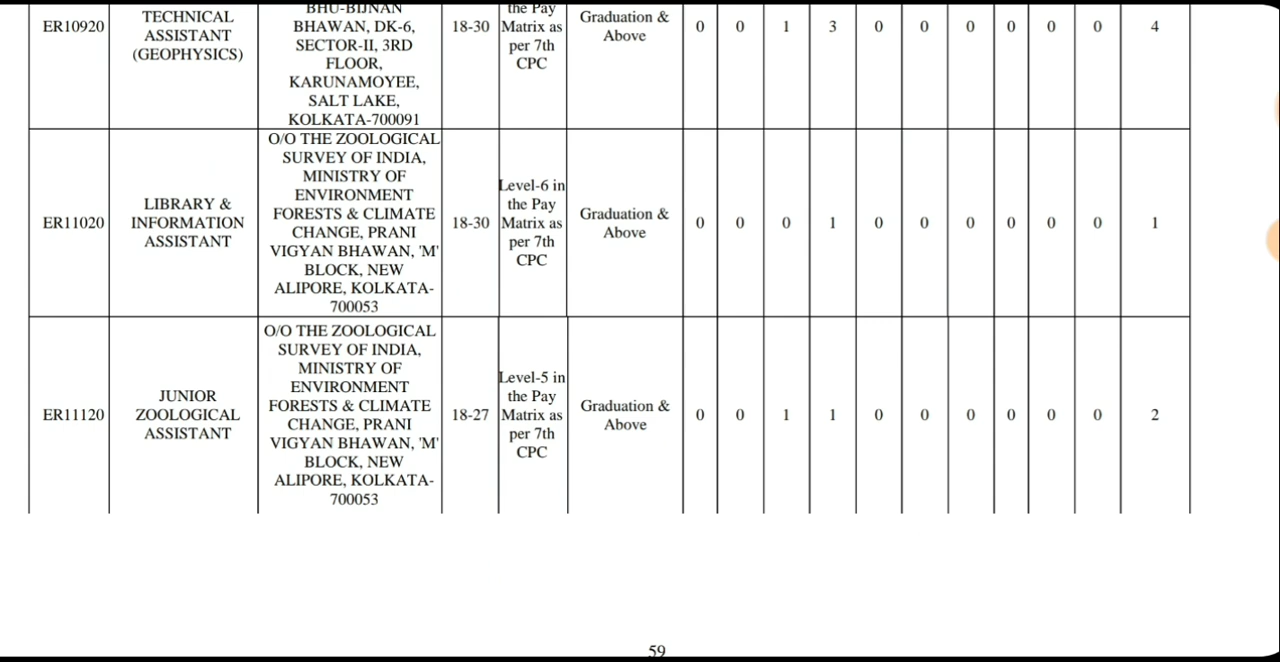 ER10920
TECHNICAL
ASSISTANT
(GEOPHYSICS)
BHU-BIJNAN
BHAWAN, DK-6,
SECTOR-II, 3RD
FLOOR,
KARUNAMOYEE,
SALT LAKE,
KOLKATA-700091
18-30
the Pay
Matrix as
per 7th
CPC
Graduation &
Above
0 0 1 3 0 0 0 0 0 0 4
ER11020
LIBRARY &
INFORMATION
ASSISTANT
O/O THE ZOOLOGICAL
SURVEY OF INDIA,
MINISTRY OF
ENVIRONMENT
FORESTS & CLIMATE
CHANGE, PRANI
VIGYAN BHAWAN, 'M'
BLOCK, NEW
ALIPORE, KOLKATA-
700053
18-30
Level-6 in
the Pay
Matrix as
per 7th
CPC
Graduation &
Above
0 0 0 1 0 0 0 0 0 0 1
ER11120
JUNIOR
ZOOLOGICAL
ASSISTANT
O/O THE ZOOLOGICAL
SURVEY OF INDIA,
MINISTRY OF
ENVIRONMENT
FORESTS & CLIMATE
CHANGE, PRANI
VIGYAN BHAWAN, 'M'
BLOCK, NEW
ALIPORE, KOLKATA-
700053
18-27
Level-5 in
the Pay
Matrix as
per 7th
CPC
Graduation &
Above
0 0 1 1 0 0 0 0 0 0 2
59